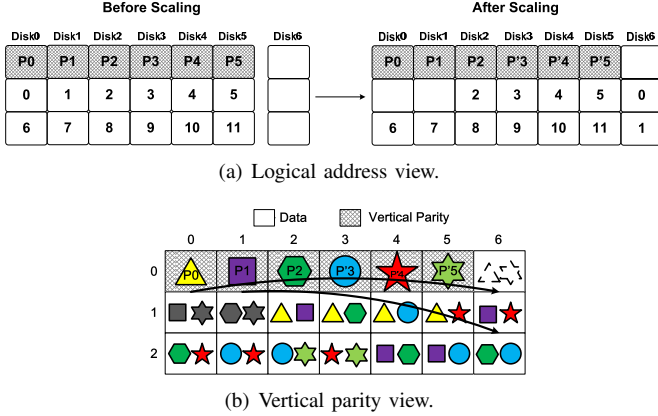 Before Scaling
Disk0 Disk1 Disk2 Disk3 Disk4 Disk5 Disk6
P0 P1 P2 P3 P4 P5
0 1 2 3 4 5
6 7 8 9 10 11
After Scaling
Disk0 Disk1 Disk2 Disk3 Disk4 Disk5 Disk6
P0 P1 P2 P'3 P'4 P'5
2 3 4 5 0
6 7 8 9 10 11 1
(a) Logical address view.
Data Vertical Parity
0 1 2 3 4 5 6
0 P0 P1 P2 P'3 P'4 P'5
1
2
(b) Vertical parity view.